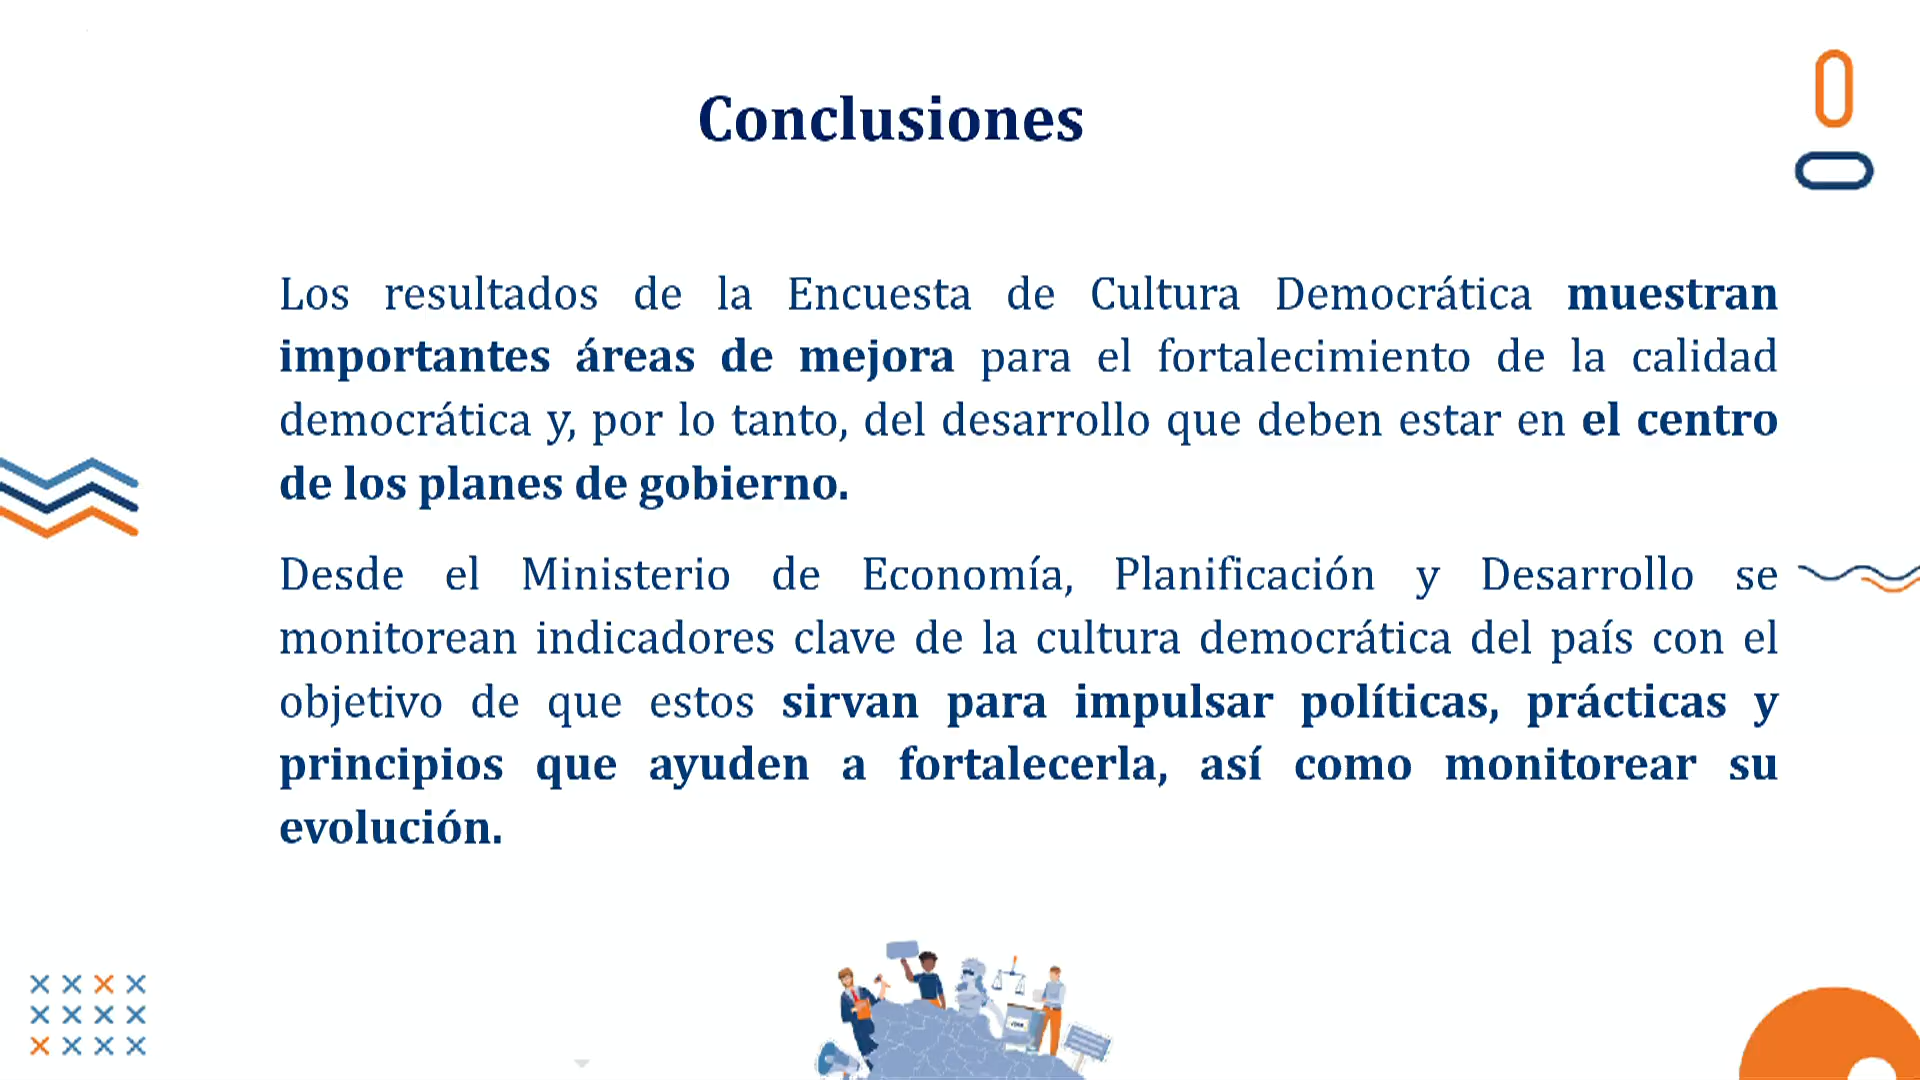 Conclusiones
Los resultados de la Encuesta de Cultura Democrática muestran
importantes áreas de mejora para el fortalecimiento de la calidad
democrática y, por lo tanto, del desarrollo que deben estar en el centro
de los planes de gobierno.
Desde el Ministerio de Economía, Planificación y Desarrollo se
monitorean indicadores clave de la cultura democrática del país con el
objetivo de que estos sirvan para impulsar políticas, prácticas y
principios que ayuden a fortalecerla, así como monitorear su
evolución.